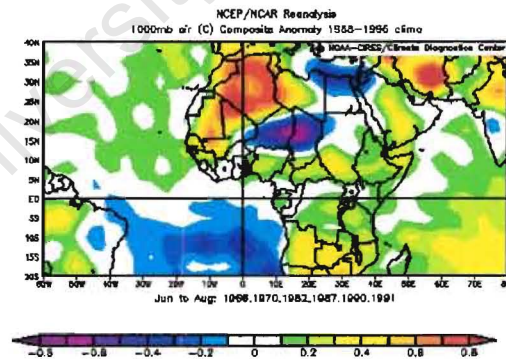 NCEP/NCAR Reanalysis
1000mb air (C) Composite Anomaly 1968-1996 climo
NOAA-CIRES/Climate Diagnostics Center
40N
35N
30N
25N
20N
15N
10N
5N
EQ
5S
10S
15S
20S
60W 50W 40W 30W 20W 10W 0 10E 20E 30E 40E 50E 60E 70E
Jun to Aug: 1966,1970,1982,1987,1990,1991
-0.8 -0.6 -0.4 -0.2 0 0.2 0.4 0.6 0.8